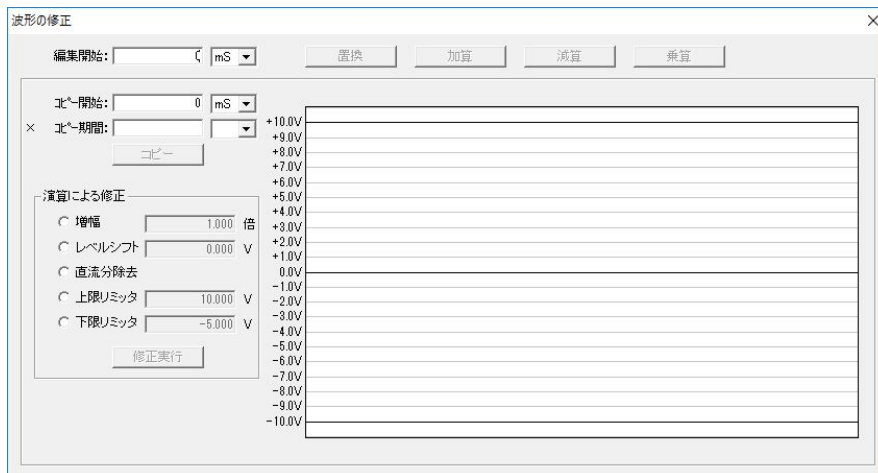 波形の修正
編集開始: 0 mS 置換 加算 減算 乗算
コピー開始: 0 mS
× コピー期間:
コピー
演算による修正
増幅 1.000 倍
レベルシフト 0.000 V
直流分除去
上限リミッタ 10.000 V
下限リミッタ -5.000 V
修正実行
+10.0V
+9.0V
+8.0V
+7.0V
+6.0V
+5.0V
+4.0V
+3.0V
+2.0V
+1.0V
0.0V
-1.0V
-2.0V
-3.0V
-4.0V
-5.0V
-6.0V
-7.0V
-8.0V
-9.0V
-10.0V